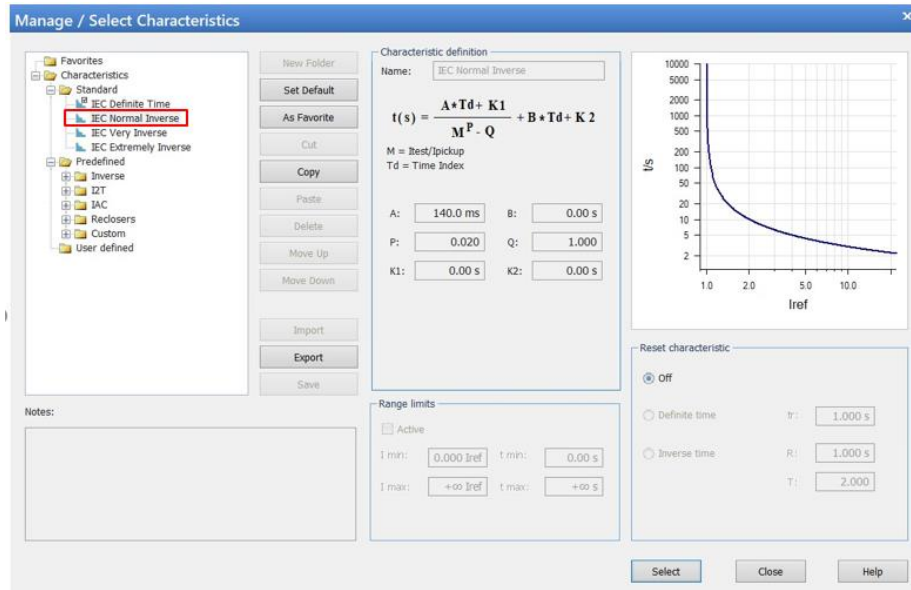 Manage / Select Characteristics
×
Favorites
Characteristics
Standard
IEC Definite Time
IEC Normal Inverse
IEC Very Inverse
IEC Extremely Inverse
Predefined
Inverse
I2T
IAC
Reclosers
Custom
User defined
New Folder
Set Default
As Favorite
Cut
Copy
Paste
Delete
Move Up
Move Down
Import
Export
Save
Characteristic definition
Name: IEC Normal Inverse
t(s) = A*Td+ K1 / M^P - Q + B*Td+ K 2
M = Itest/Ipickup
Td = Time Index
A: 140.0 ms B: 0.00 s
P: 0.020 Q: 1.000
K1: 0.00 s K2: 0.00 s
10000
5000
2000
1000
500
200
100
50
20
10
5
2
t/s
1.0 2.0 5.0 10.0
Iref
Notes:
Range limits
Active
I min: 0.000 Iref t min: 0.00 s
I max: +∞ Iref t max: +∞ s
Reset characteristic
Off
Definite time tr: 1.000 s
Inverse time R: 1.000 s
T: 2.000
Select Close Help